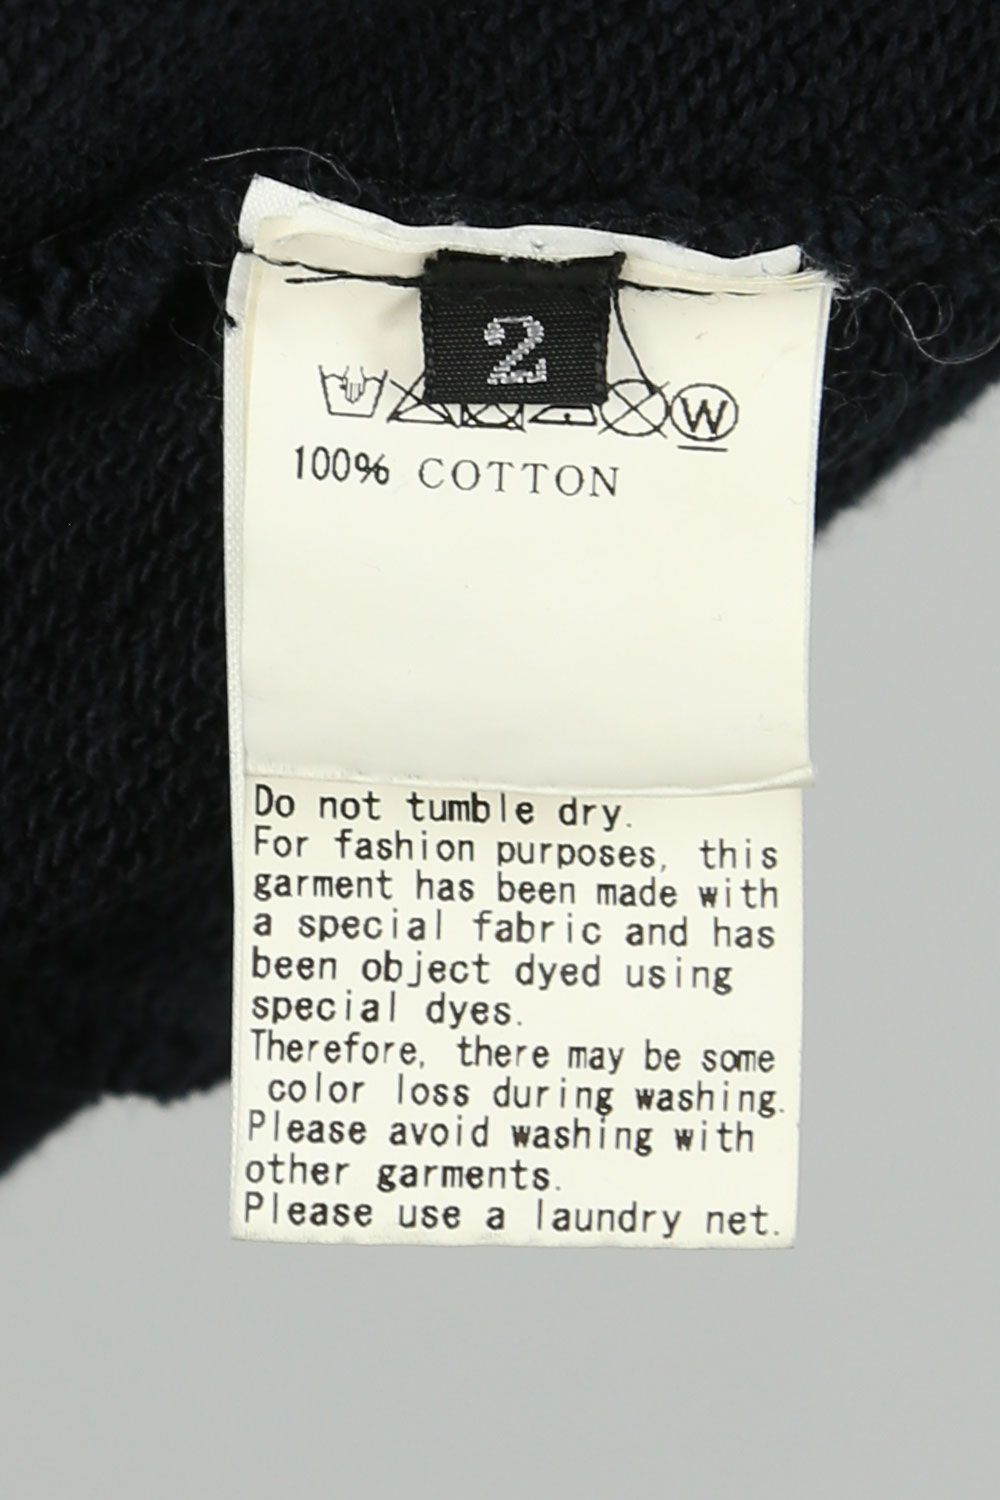 2
W
100% COTTON
Do not tumble dry.
For fashion purposes, this
garment has been made with
a special fabric and has
been object dyed using
special dyes.
Therefore, there may be some
color loss during washing.
Please avoid washing with
other garments.
Please use a laundry net.